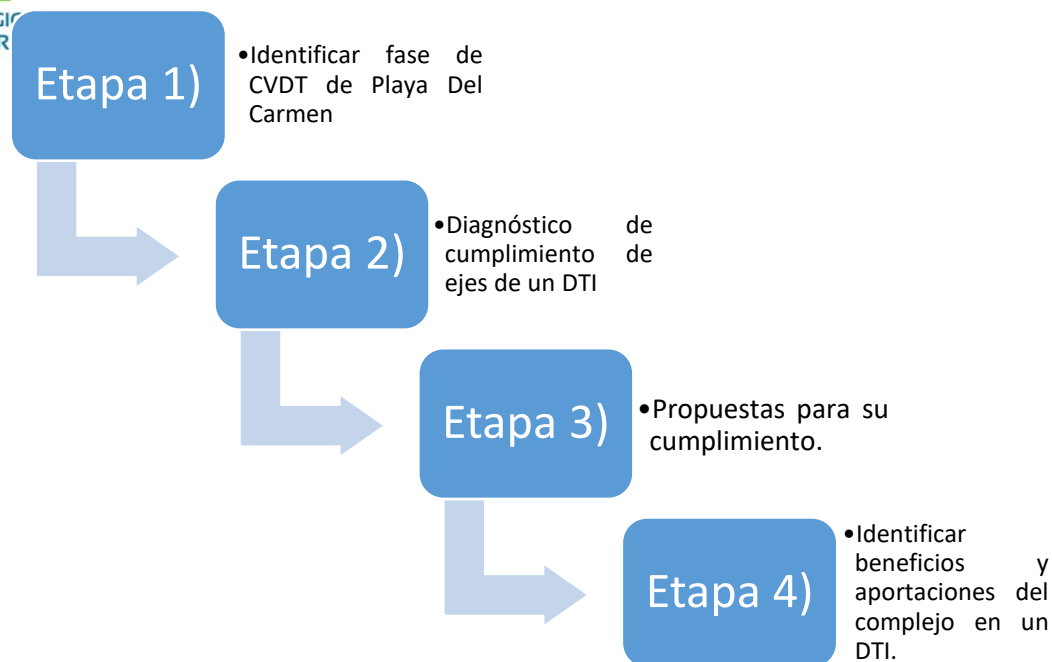 Etapa 1)
•Identificar fase de
CVDT de Playa Del
Carmen
Etapa 2)
•Diagnóstico de
cumplimiento de
ejes de un DTI
Etapa 3)
•Propuestas para su
cumplimiento.
Etapa 4)
•Identificar
beneficios y
aportaciones del
complejo en un
DTI.